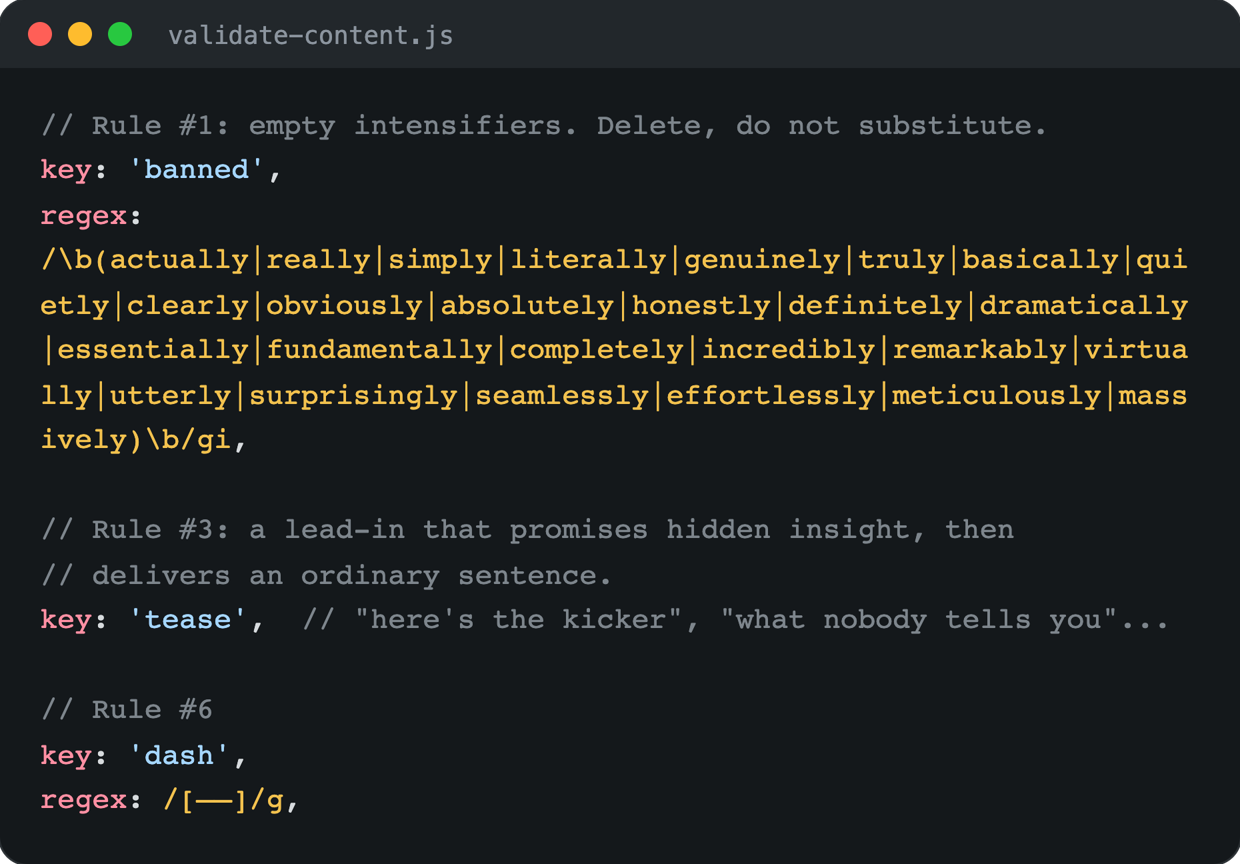 validate-content.js
// Rule #1: empty intensifiers. Delete, do not substitute.
key: 'banned',
regex:
/\b(actually|really|simply|literally|genuinely|truly|basically|qui
etly|clearly|obviously|absolutely|honestly|definitely|dramatically
|essentially|fundamentally|completely|incredibly|remarkably|virtua
lly|utterly|surprisingly|seamlessly|effortlessly|meticulously|mass
ively)\b/gi,
// Rule #3: a lead-in that promises hidden insight, then
// delivers an ordinary sentence.
key: 'tease',  // "here's the kicker", "what nobody tells you"...
// Rule #6
key: 'dash',
regex: /[—–]/g,